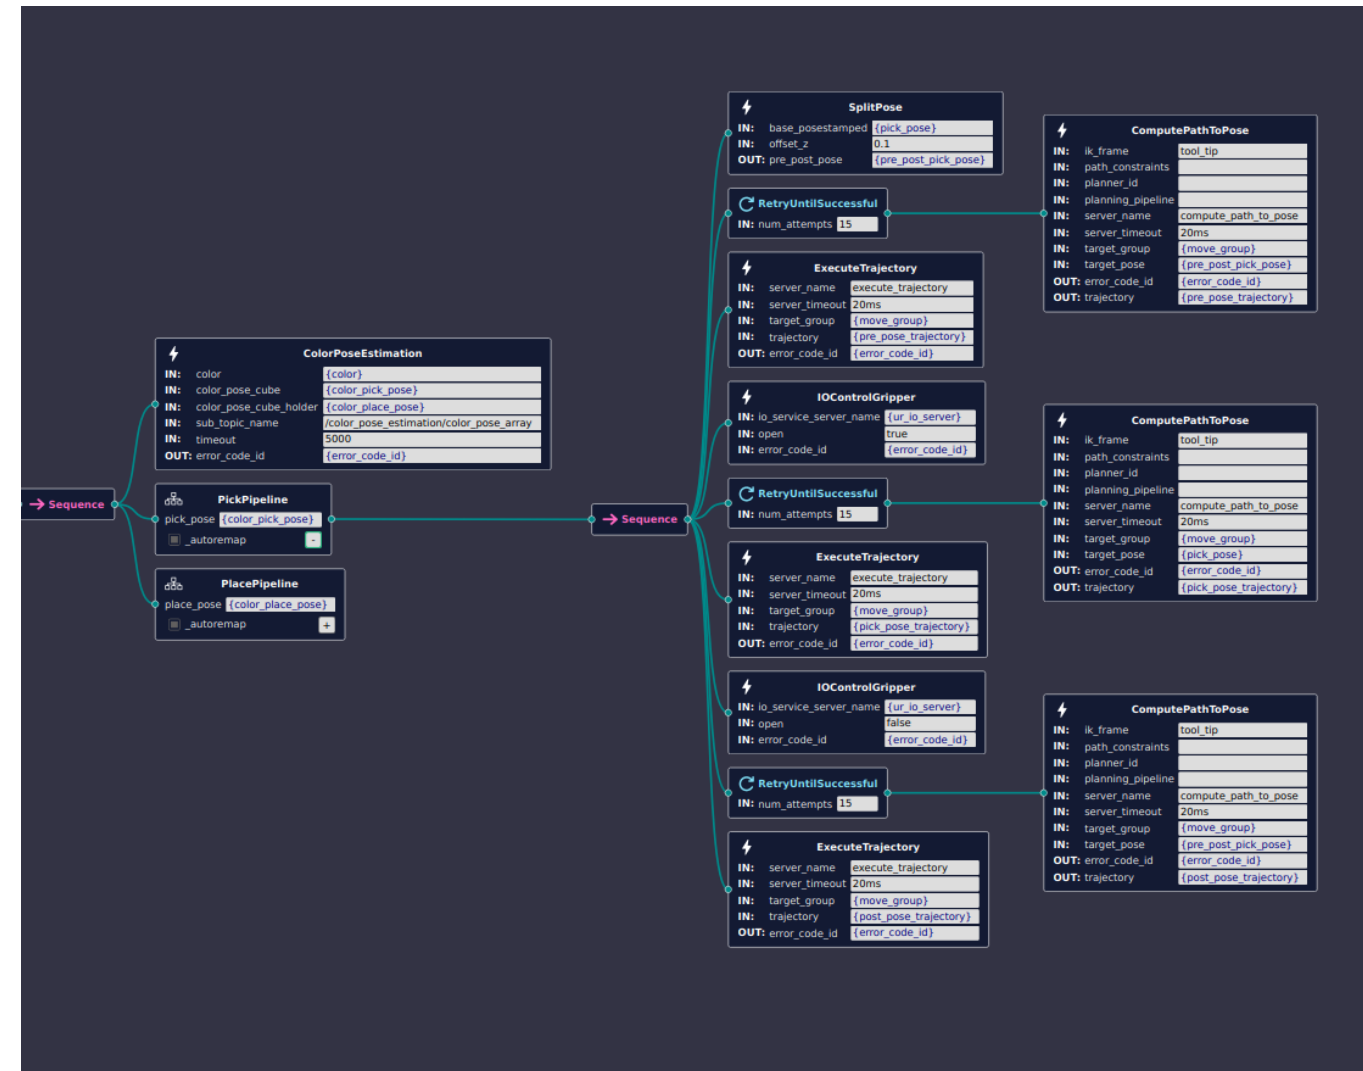 Sequence
ColorPoseEstimation
IN: color {color}
IN: color_pose_cube {color_pick_pose}
IN: color_pose_cube_holder {color_place_pose}
IN: sub_topic_name /color_pose_estimation/color_pose_array
IN: timeout 5000
OUT: error_code_id {error_code_id}
PickPipeline
pick_pose {color_pick_pose}
_autoremap -
PlacePipeline
place_pose {color_place_pose}
_autoremap +
Sequence
SplitPose
IN: base_posestamped {pick_pose}
IN: offset_z 0.1
OUT: pre_post_pose {pre_post_pick_pose}
RetryUntilSuccessful
IN: num_attempts 15
ExecuteTrajectory
IN: server_name execute_trajectory
IN: server_timeout 20ms
IN: target_group {move_group}
IN: trajectory {pre_pose_trajectory}
OUT: error_code_id {error_code_id}
IOControlGripper
IN: io_service_server_name {ur_io_server}
IN: open true
IN: error_code_id {error_code_id}
RetryUntilSuccessful
IN: num_attempts 15
ExecuteTrajectory
IN: server_name execute_trajectory
IN: server_timeout 20ms
IN: target_group {move_group}
IN: trajectory {pick_pose_trajectory}
OUT: error_code_id {error_code_id}
IOControlGripper
IN: io_service_server_name {ur_io_server}
IN: open false
IN: error_code_id {error_code_id}
RetryUntilSuccessful
IN: num_attempts 15
ExecuteTrajectory
IN: server_name execute_trajectory
IN: server_timeout 20ms
IN: target_group {move_group}
IN: trajectory {post_pose_trajectory}
OUT: error_code_id {error_code_id}
ComputePathToPose
IN: ik_frame tool_tip
IN: path_constraints
IN: planner_id
IN: planning_pipeline
IN: server_name compute_path_to_pose
IN: server_timeout 20ms
IN: target_group {move_group}
IN: target_pose {pre_post_pick_pose}
OUT: error_code_id {error_code_id}
OUT: trajectory {pre_pose_trajectory}
ComputePathToPose
IN: ik_frame tool_tip
IN: path_constraints
IN: planner_id
IN: planning_pipeline
IN: server_name compute_path_to_pose
IN: server_timeout 20ms
IN: target_group {move_group}
IN: target_pose {pick_pose}
OUT: error_code_id {error_code_id}
OUT: trajectory {pick_pose_trajectory}
ComputePathToPose
IN: ik_frame tool_tip
IN: path_constraints
IN: planner_id
IN: planning_pipeline
IN: server_name compute_path_to_pose
IN: server_timeout 20ms
IN: target_group {move_group}
IN: target_pose {pre_post_pick_pose}
OUT: error_code_id {error_code_id}
OUT: trajectory {post_pose_trajectory}